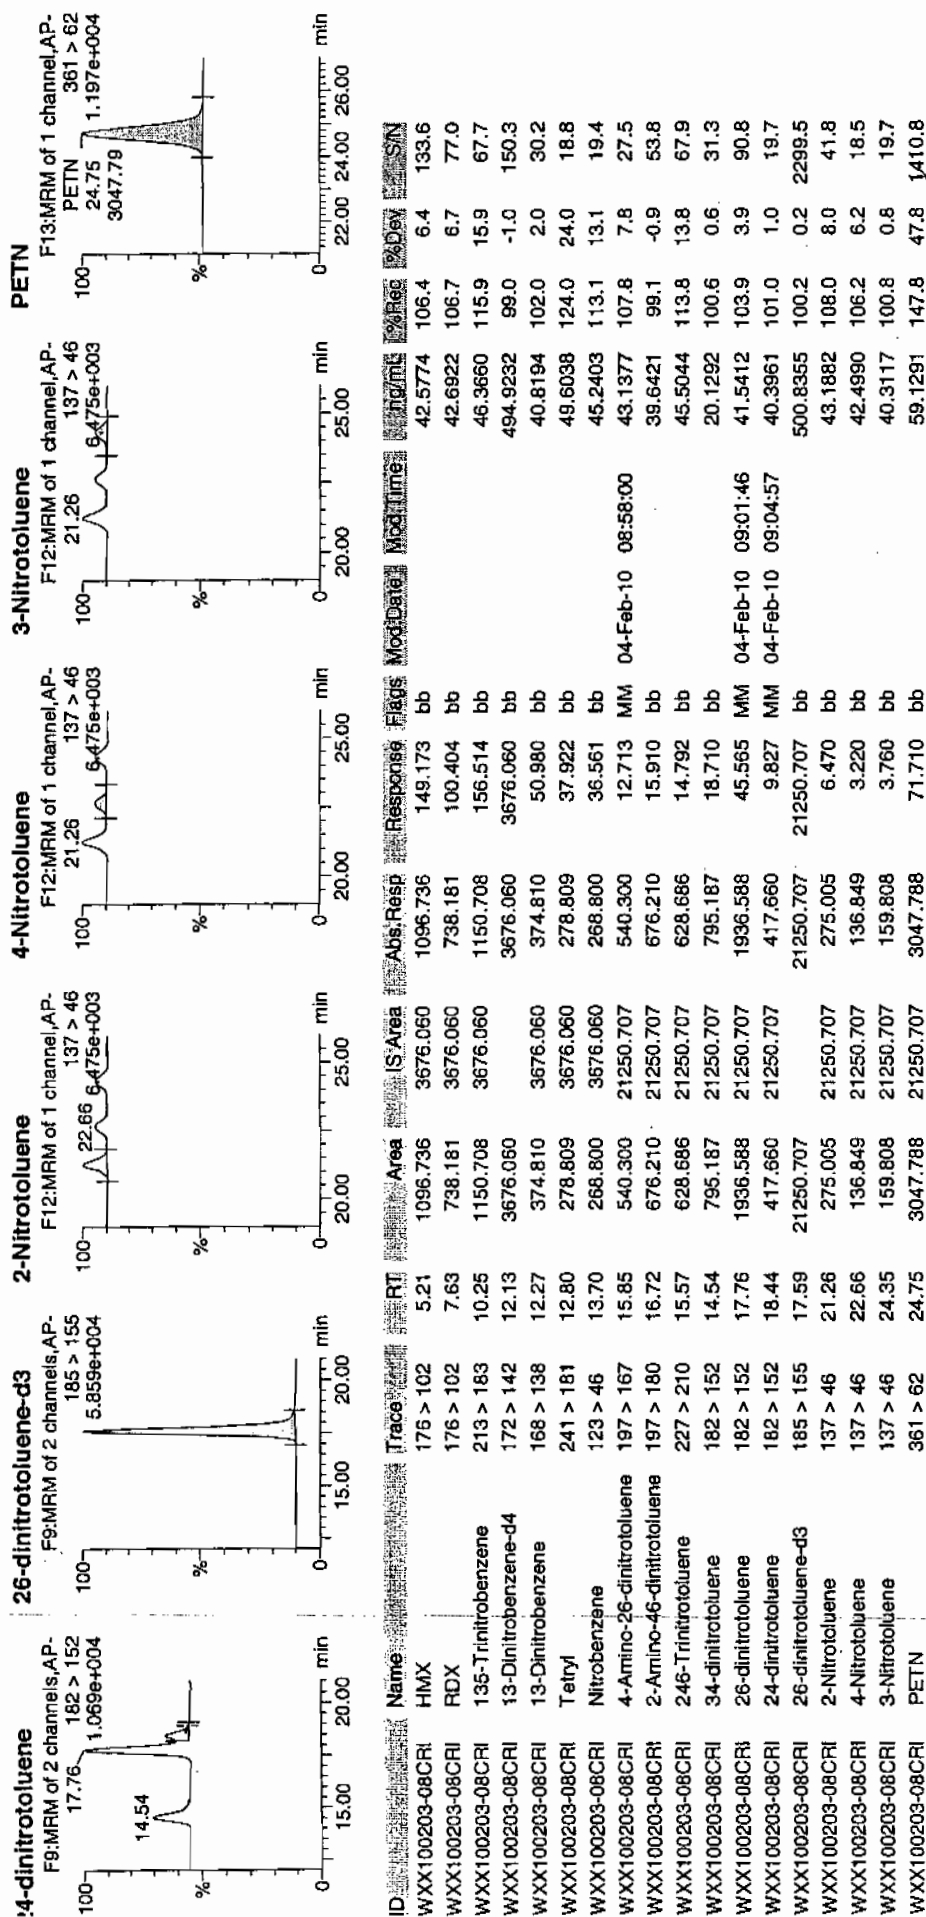 24-dinitrotoluene
F9:MRM of 2 channels,AP-
182 > 152
1.069e+004
17.76
14.54
100
%
0
15.00 20.00 min
26-dinitrotoluene-d3
F9:MRM of 2 channels,AP-
185 > 155
5.859e+004
100
%
0
15.00 20.00 min
2-Nitrotoluene
F12:MRM of 1 channel,AP-
137 > 46
22.66 6.475e+003
100
%
0
20.00 25.00 min
4-Nitrotoluene
F12:MRM of 1 channel,AP-
137 > 46
21.26 6.475e+003
100
%
0
20.00 25.00 min
3-Nitrotoluene
F12:MRM of 1 channel,AP-
137 > 46
21.26 6.475e+003
100
%
0
20.00 25.00 min
PETN
F13:MRM of 1 channel,AP-
PETN 361 > 62
24.75 1.197e+004
3047.79
100
%
0
22.00 24.00 26.00 min
ID Name Trace RT Area IS Area Abs.Resp Response Flags Mod.Date Mod.Time ng/mL %Rec %Dev S/N
WXX100203-08CRI HMX 176 > 102 5.21 1096.736 3676.060 1096.736 149.173 bb 42.5774 106.4 6.4 133.6
WXX100203-08CRI RDX 176 > 102 7.63 738.181 3676.060 738.181 100.404 bb 42.6922 106.7 6.7 77.0
WXX100203-08CRI 135-Trinitrobenzene 213 > 183 10.25 1150.708 3676.060 1150.708 156.514 bb 46.3660 115.9 15.9 67.7
WXX100203-08CRI 13-Dinitrobenzene-d4 172 > 142 12.13 3676.060 3676.060 3676.060 bb 494.9232 99.0 -1.0 150.3
WXX100203-08CRI 13-Dinitrobenzene 168 > 138 12.27 374.810 3676.060 374.810 50.980 bb 40.8194 102.0 2.0 30.2
WXX100203-08CRI Tetryl 241 > 181 12.80 278.809 3676.060 278.809 37.922 bb 49.6038 124.0 24.0 18.8
WXX100203-08CRI Nitrobenzene 123 > 46 13.70 268.800 3676.060 268.800 36.561 bb 45.2403 113.1 13.1 19.4
WXX100203-08CRI 4-Amino-26-dinitrotoluene 197 > 167 15.85 540.300 21250.707 540.300 12.713 MM 04-Feb-10 08:58:00 43.1377 107.8 7.8 27.5
WXX100203-08CRI 2-Amino-46-dinitrotoluene 197 > 180 16.72 676.210 21250.707 676.210 15.910 bb 39.6421 99.1 -0.9 53.8
WXX100203-08CRI 246-Trinitrotoluene 227 > 210 15.57 628.686 21250.707 628.686 14.792 bb 45.5044 113.8 13.8 67.9
WXX100203-08CRI 34-dinitrotoluene 182 > 152 14.54 795.187 21250.707 795.187 18.710 bb 20.1292 100.6 0.6 31.3
WXX100203-08CRI 26-dinitrotoluene 182 > 152 17.76 1936.588 21250.707 1936.588 45.565 MM 04-Feb-10 09:01:46 41.5412 103.9 3.9 90.8
WXX100203-08CRI 24-dinitrotoluene 182 > 152 18.44 417.660 21250.707 417.660 9.827 MM 04-Feb-10 09:04:57 40.3961 101.0 1.0 19.7
WXX100203-08CRI 26-dinitrotoluene-d3 185 > 155 17.59 21250.707 21250.707 21250.707 bb 500.8355 100.2 0.2 2299.5
WXX100203-08CRI 2-Nitrotoluene 137 > 46 21.26 275.005 21250.707 275.005 6.470 bb 43.1882 108.0 8.0 41.8
WXX100203-08CRI 4-Nitrotoluene 137 > 46 22.66 136.849 21250.707 136.849 3.220 bb 42.4990 106.2 6.2 18.5
WXX100203-08CRI 3-Nitrotoluene 137 > 46 24.35 159.808 21250.707 159.808 3.760 bb 40.3117 100.8 0.8 19.7
WXX100203-08CRI PETN 361 > 62 24.75 3047.788 21250.707 3047.788 71.710 bb 59.1291 147.8 47.8 1410.8